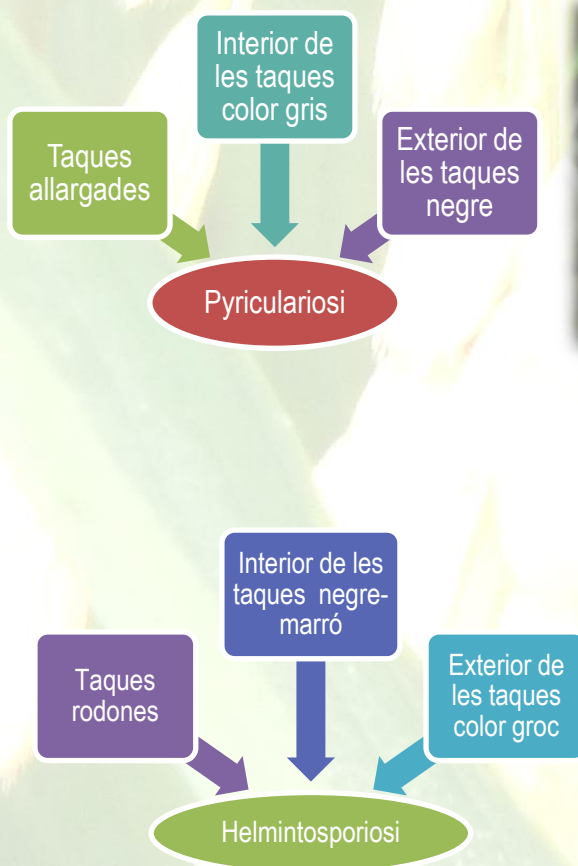 Interior de
les taques
color gris
Taques
allargades
Exterior de
les taques
negre
Pyriculariosi
Interior de les
taques negre-
marró
Taques
rodones
Exterior de
les taques
color groc
Helmintosporiosi